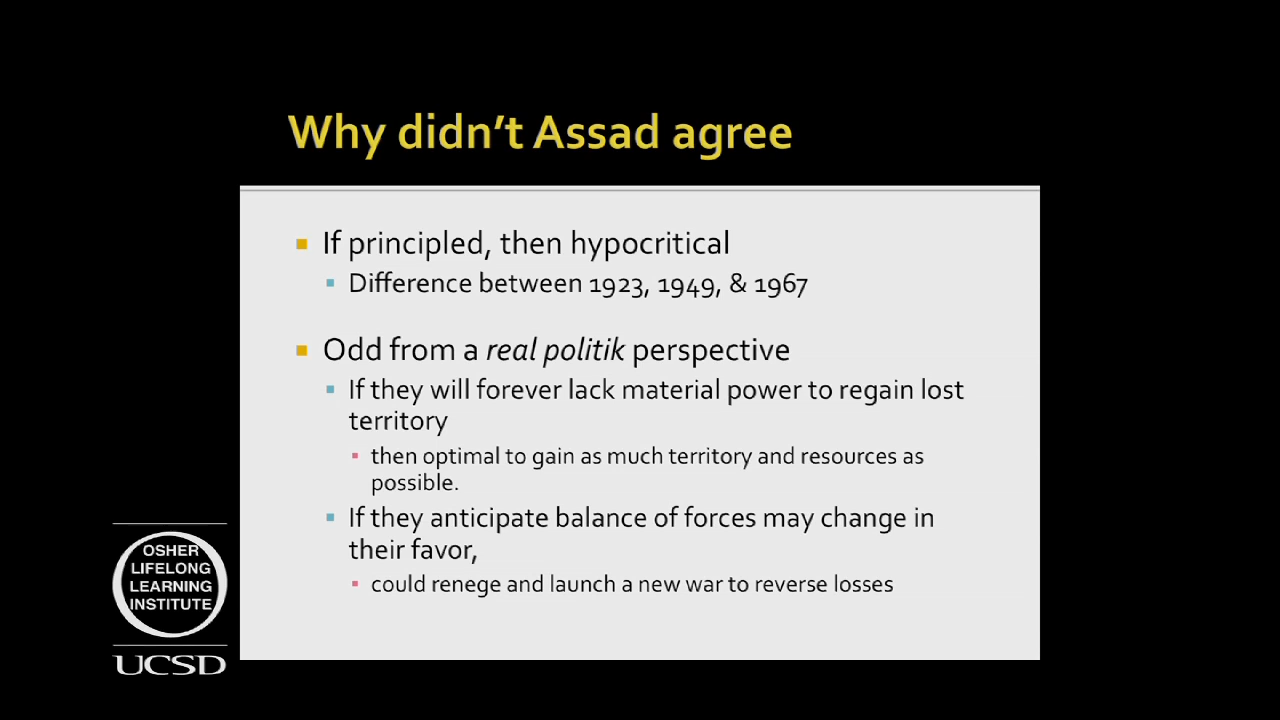 Why didn't Assad agree
If principled, then hypocritical
Difference between 1923, 1949, & 1967
Odd from a real politik perspective
If they will forever lack material power to regain lost
territory
then optimal to gain as much territory and resources as
possible.
If they anticipate balance of forces may change in
their favor,
could renege and launch a new war to reverse losses
OSHER
LIFELONG
LEARNING
INSTITUTE
UCSD